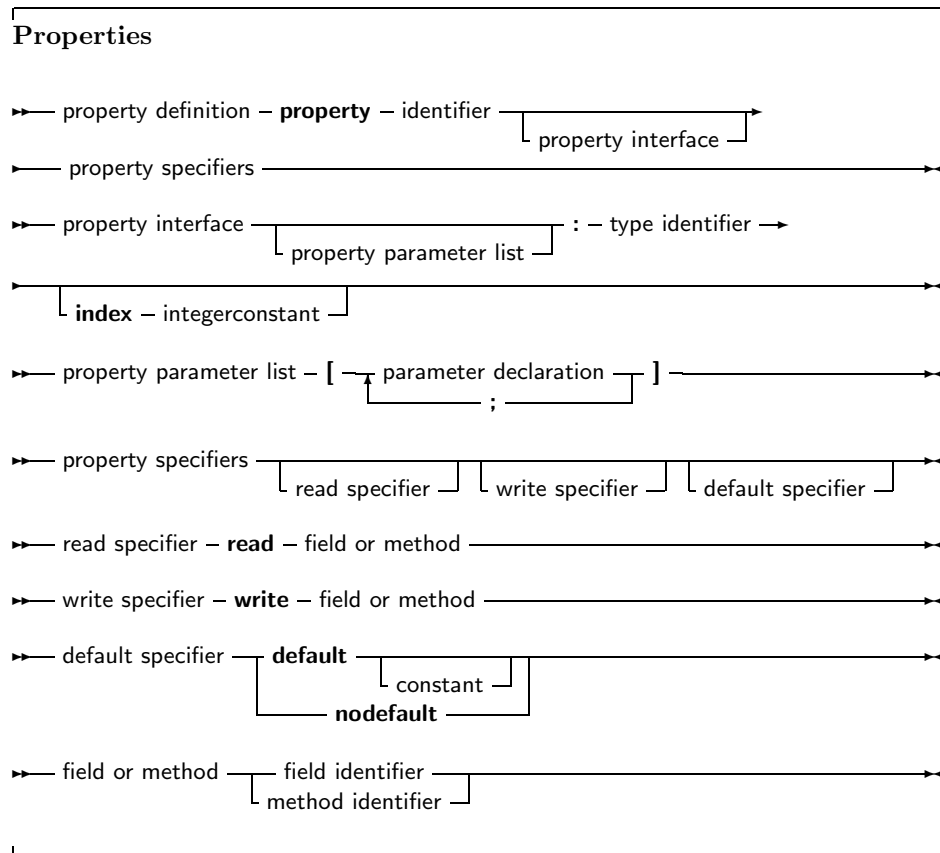 Properties
property definition property identifier
property interface
property specifiers
property interface : type identifier
property parameter list
index integerconstant
property parameter list [ parameter declaration ]
;
property specifiers
read specifier write specifier default specifier
read specifier read field or method
write specifier write field or method
default specifier default
constant
nodefault
field or method field identifier
method identifier